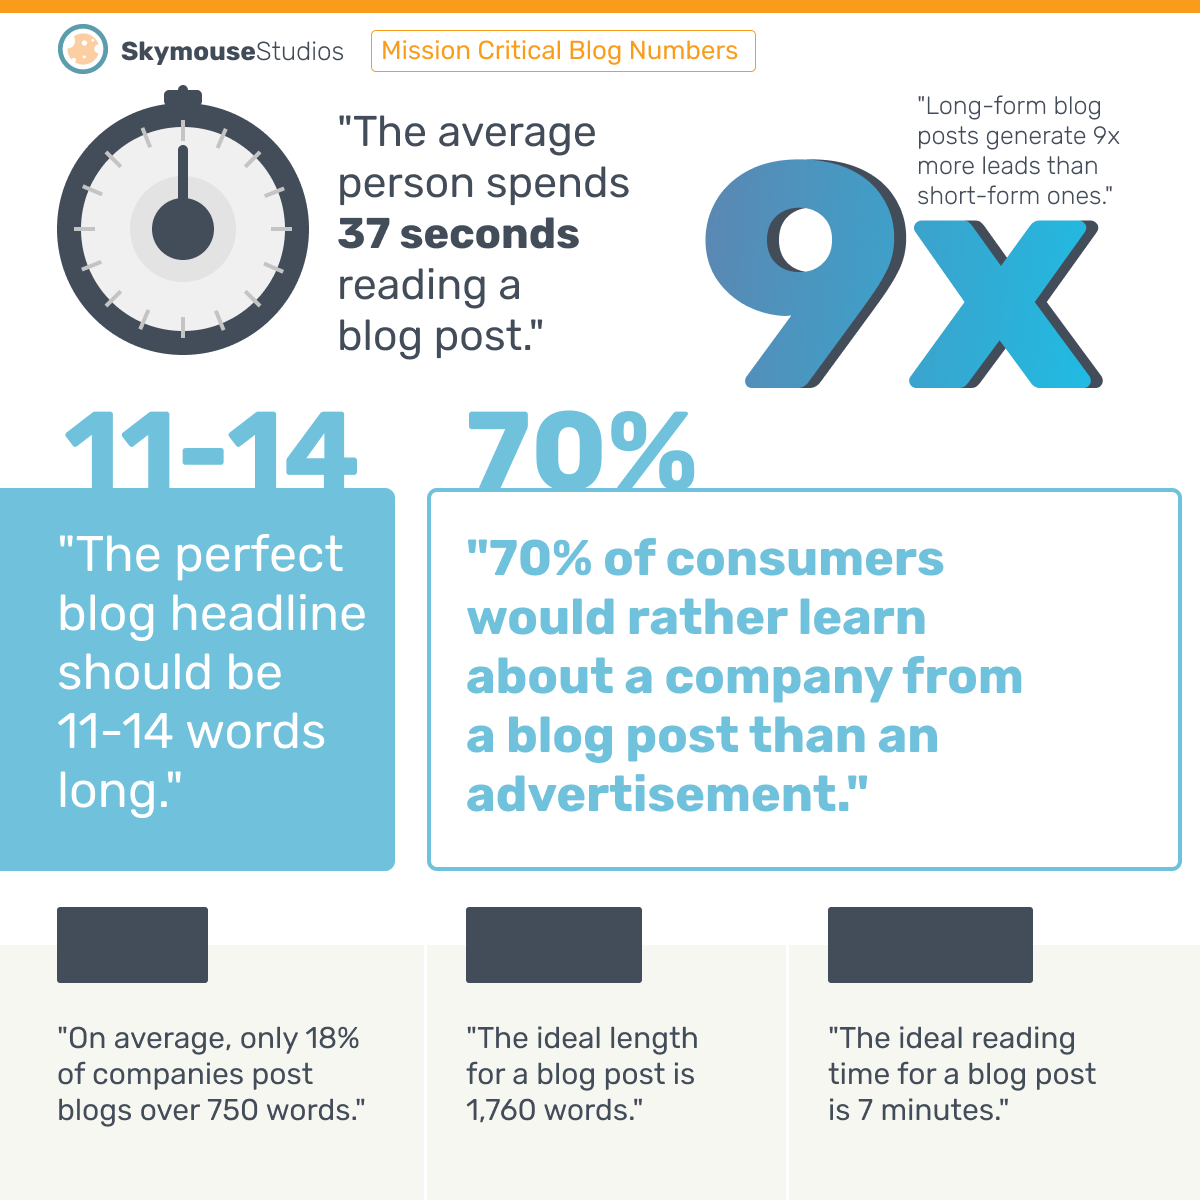 SkymouseStudios
Mission Critical Blog Numbers
"The average
person spends
37 seconds
reading a
blog post."
"Long-form blog
posts generate 9x
more leads than
short-form ones."
9x
11-14
"The perfect
blog headline
should be
11-14 words
long."
70%
"70% of consumers
would rather learn
about a company from
a blog post than an
advertisement."
"On average, only 18%
of companies post
blogs over 750 words."
"The ideal length
for a blog post is
1,760 words."
"The ideal reading
time for a blog post
is 7 minutes."